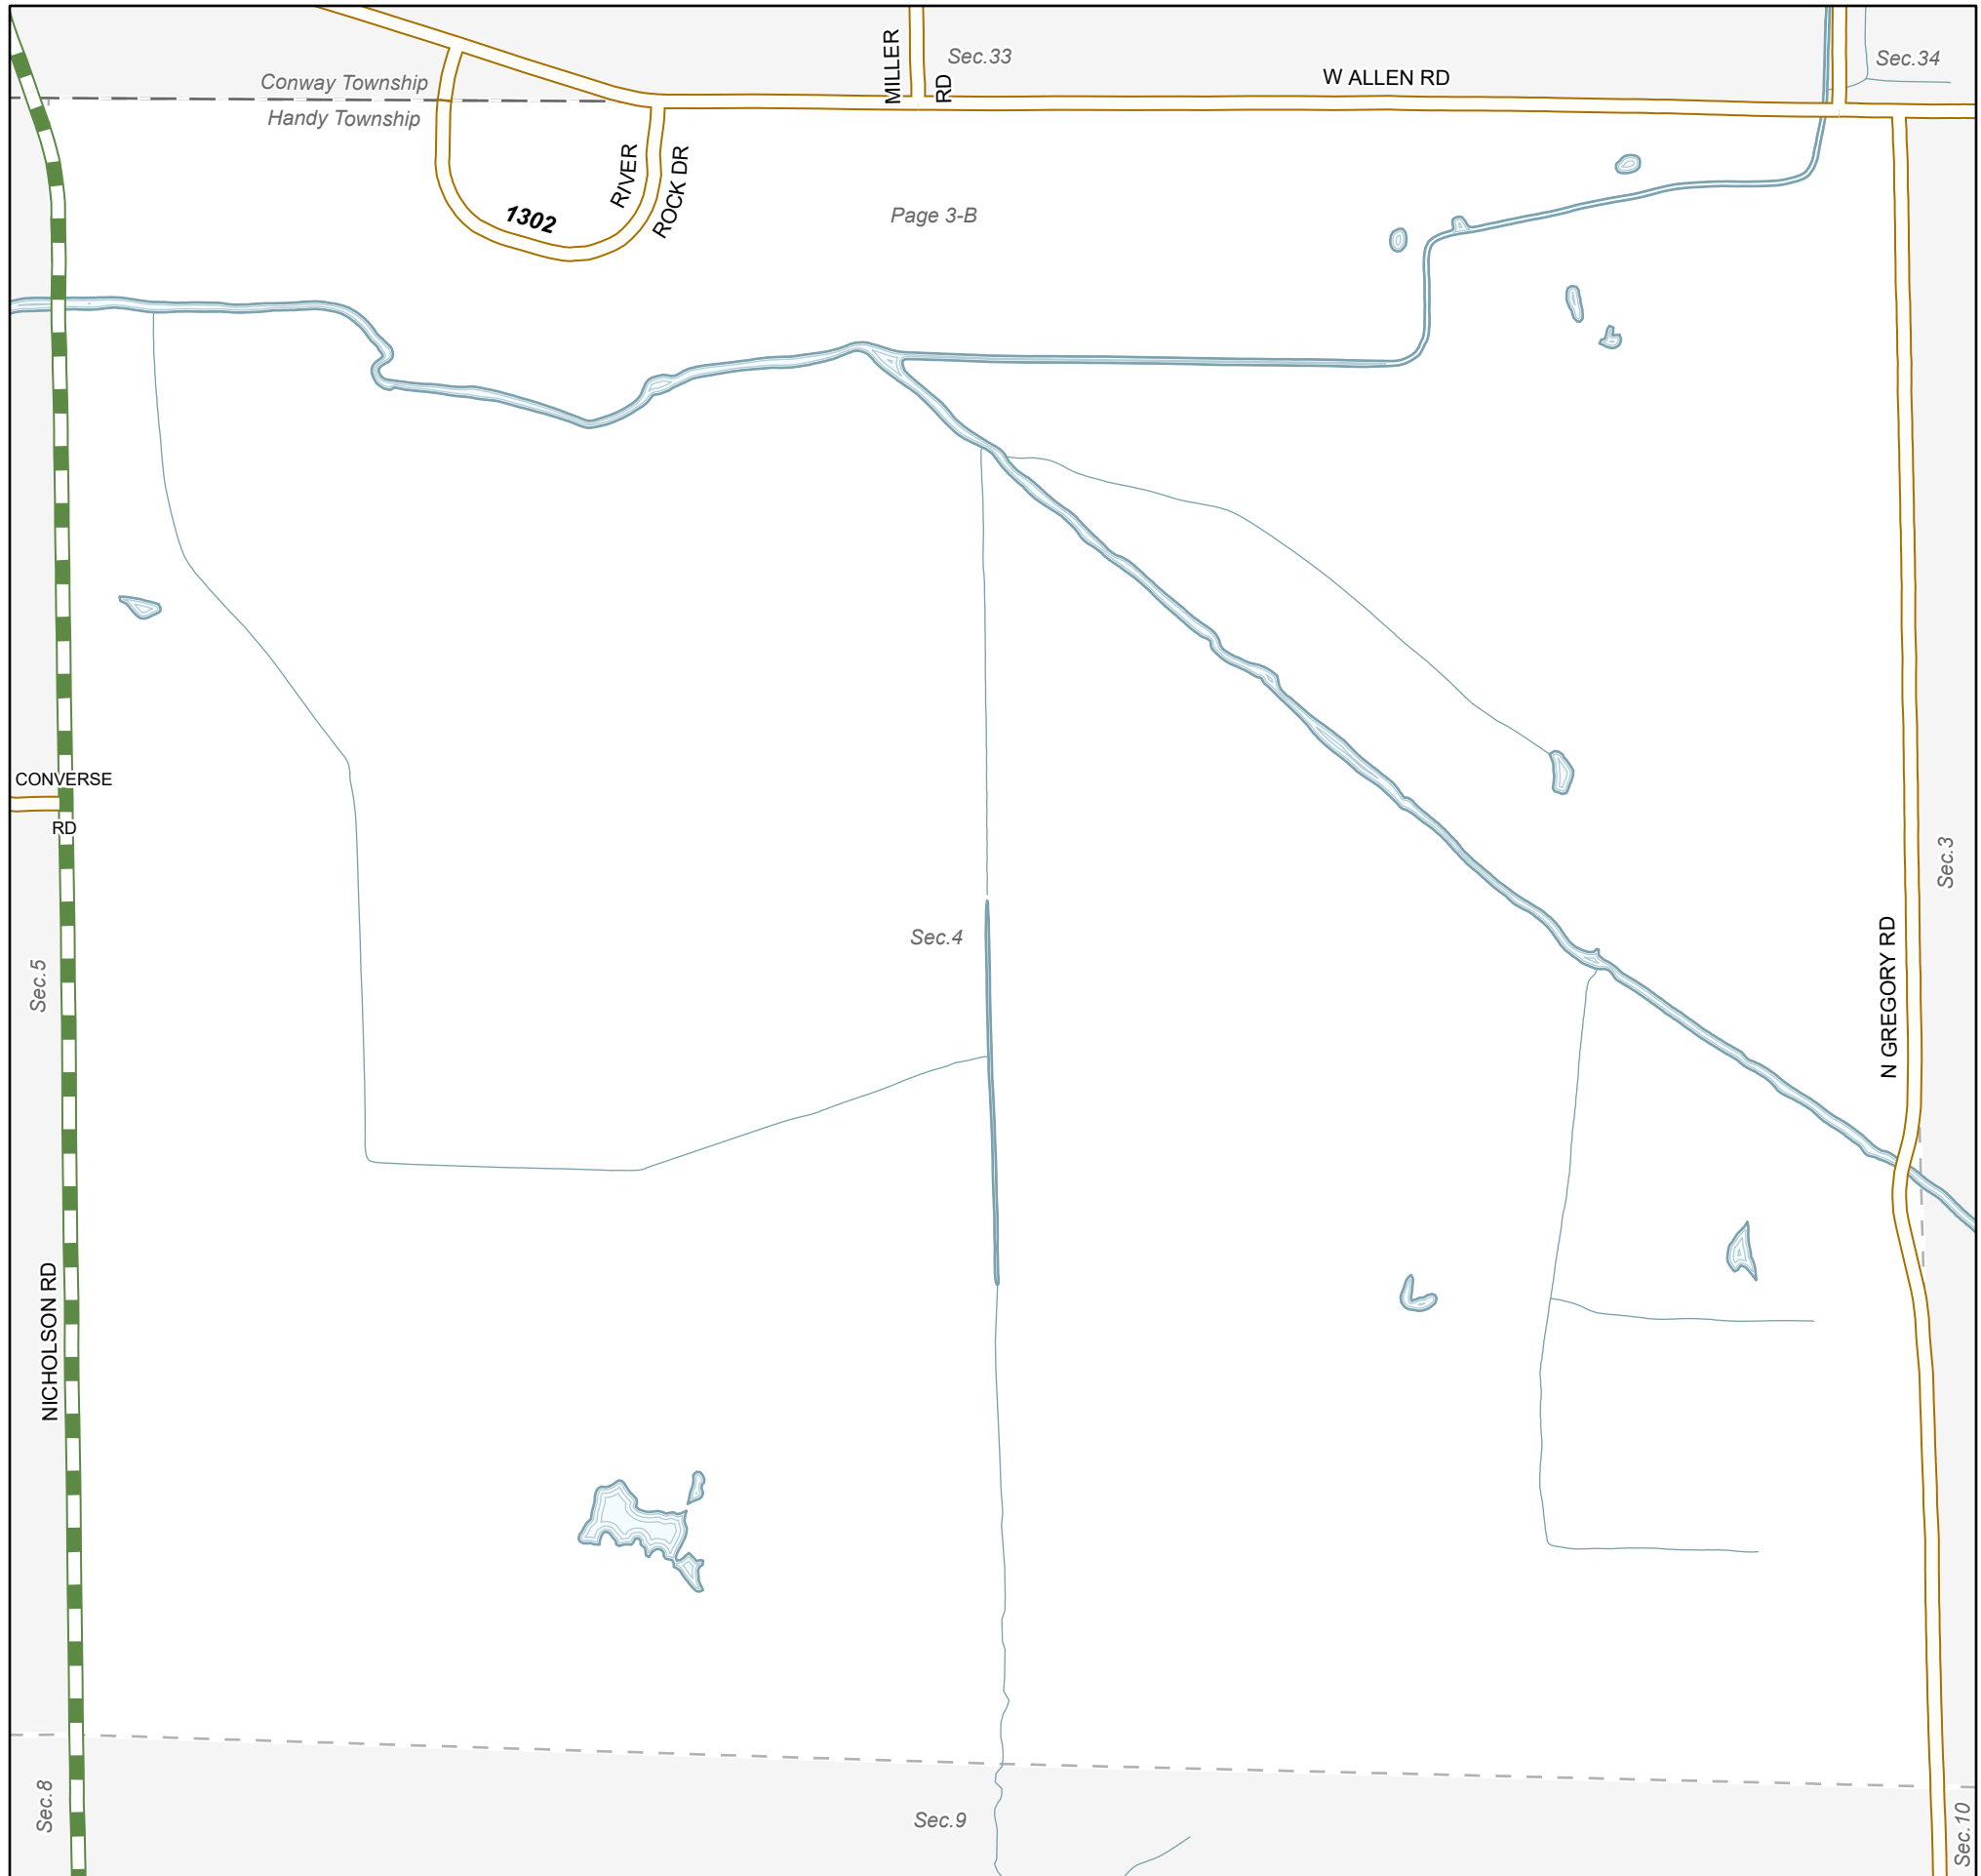 MILLER
RD
Sec.33
W ALLEN RD
Sec.34
Conway Township
Handy Township
RIVER
ROCK DR
1302
Page 3-B
CONVERSE
RD
Sec.3
Sec.4
Sec.5
N GREGORY RD
NICHOLSON RD
Sec.8
Sec.9
Sec.10